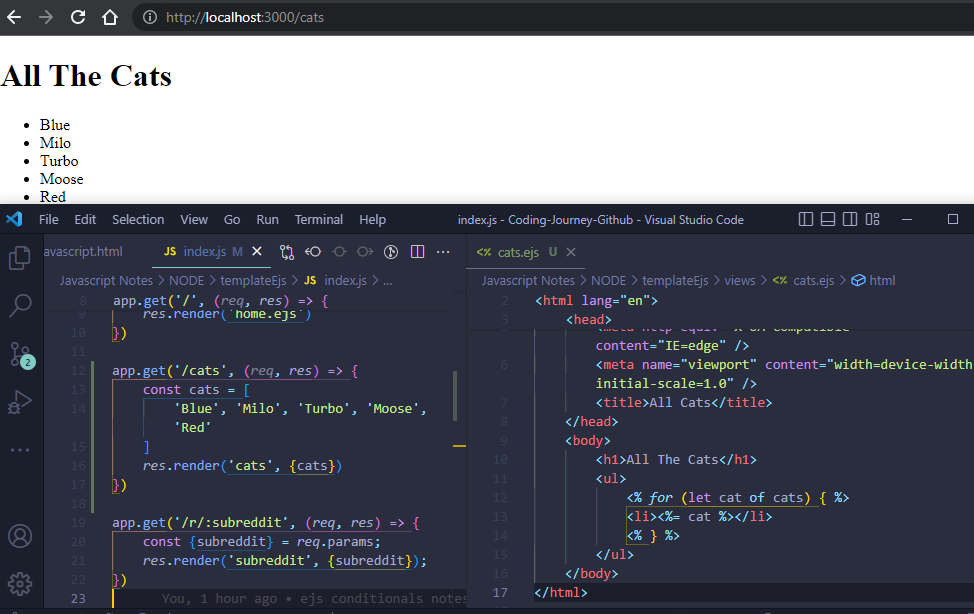 http://localhost:3000/cats
All The Cats
• Blue
• Milo
• Turbo
• Moose
• Red
File Edit Selection View Go Run Terminal Help index.js - Coding-Journey-Github - Visual Studio Code
avascript.html JS index.js M
Javascript Notes > NODE > templateEjs > JS index.js > ...
8 app.get('/', (req, res) => {
9 res.render('home.ejs')
10 })
11
12 app.get('/cats', (req, res) => {
13 const cats = [
14 'Blue', 'Milo', 'Turbo', 'Moose',
'Red'
15 ]
16 res.render('cats', {cats})
17 })
18
19 app.get('/r/:subreddit', (req, res) => {
20 const {subreddit} = req.params;
21 res.render('subreddit', {subreddit});
22 })
23 You, 1 hour ago • ejs conditionals notes
2
<%  cats.ejs U
Javascript Notes > NODE > templateEjs > views > <% cats.ejs > html
2 <html lang="en">
3 <head>
content="IE=edge" />
6 <meta name="viewport" content="width=device-width
initial-scale=1.0" />
7 <title>All Cats</title>
8 </head>
9 <body>
10 <h1>All The Cats</h1>
11 <ul>
12 <% for (let cat of cats) { %>
13 <li><%= cat %></li>
14 <% } %>
15 </ul>
16 </body>
17 </html>